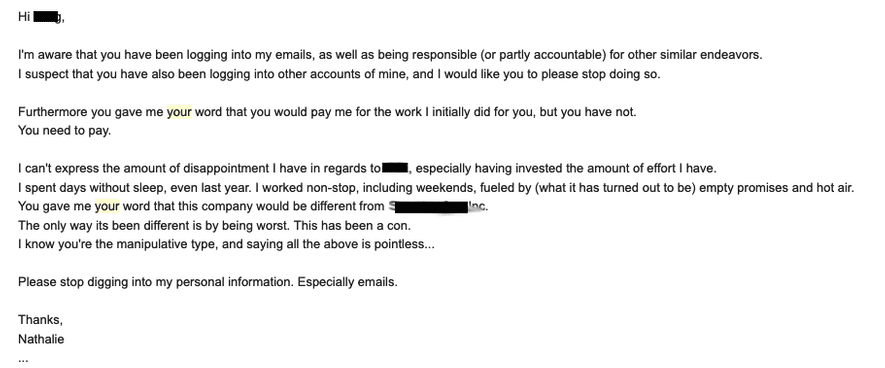 Hi
I'm aware that you have been logging into my emails, as well as being responsible (or partly accountable) for other similar endeavors.
I suspect that you have also been logging into other accounts of mine, and I would like you to please stop doing so.
Furthermore you gave me your word that you would pay me for the work I initially did for you, but you have not.
You need to pay.
I can't express the amount of disappointment I have in regards to , especially having invested the amount of effort I have.
I spent days without sleep, even last year. I worked non-stop, including weekends, fueled by (what it has turned out to be) empty promises and hot air.
You gave me your word that this company would be different from Inc.
The only way its been different is by being worst. This has been a con.
I know you're the manipulative type, and saying all the above is pointless...
Please stop digging into my personal information. Especially emails.
Thanks,
Nathalie
...